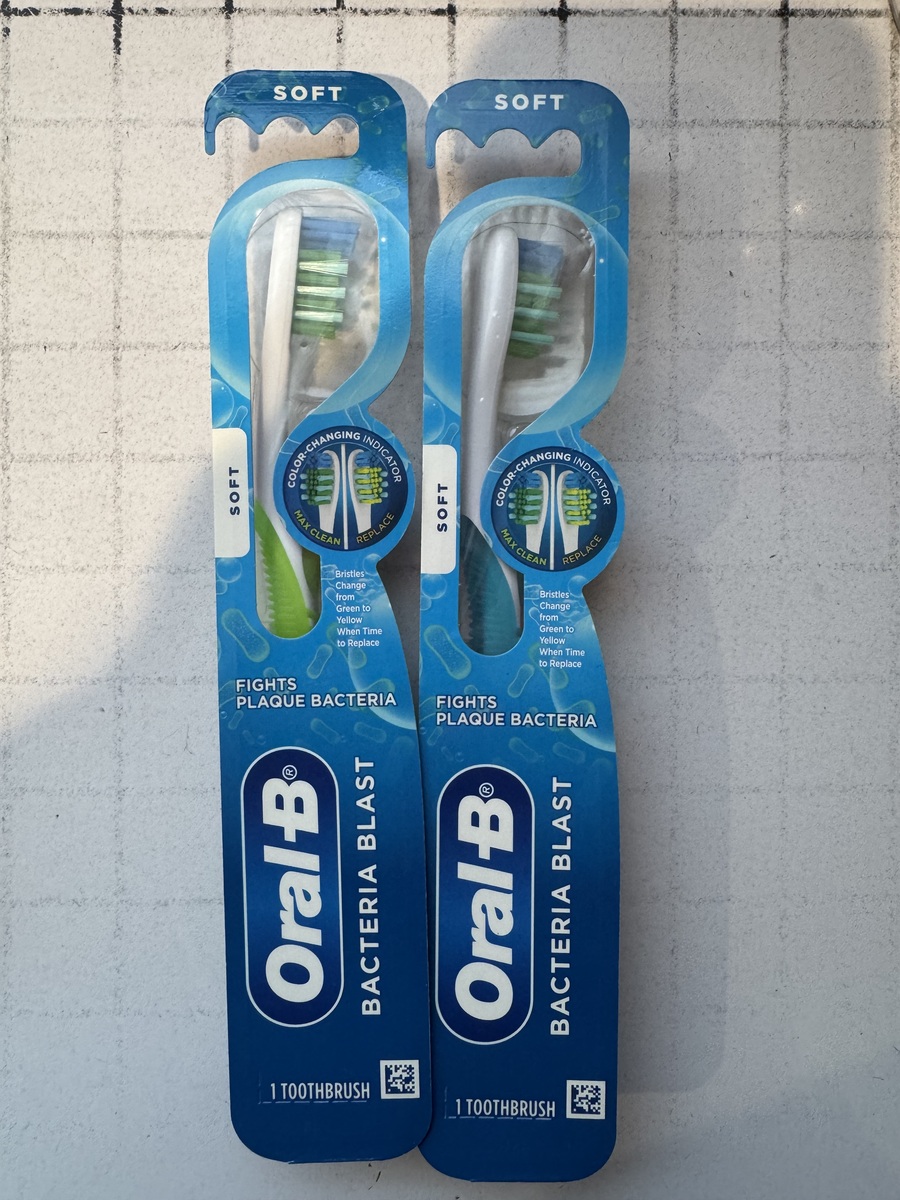 SOFT
SOFT
COLOR-CHANGING INDICATOR
MAX CLEAN
REPLACE
Bristles
Change
from
Green to
Yellow
When Time
to Replace
FIGHTS
PLAQUE BACTERIA
Oral-B®
BACTERIA BLAST
1 TOOTHBRUSH
SOFT
SOFT
COLOR-CHANGING INDICATOR
MAX CLEAN
REPLACE
Bristles
Change
from
Green to
Yellow
When Time
to Replace
FIGHTS
PLAQUE BACTERIA
Oral-B®
BACTERIA BLAST
1 TOOTHBRUSH